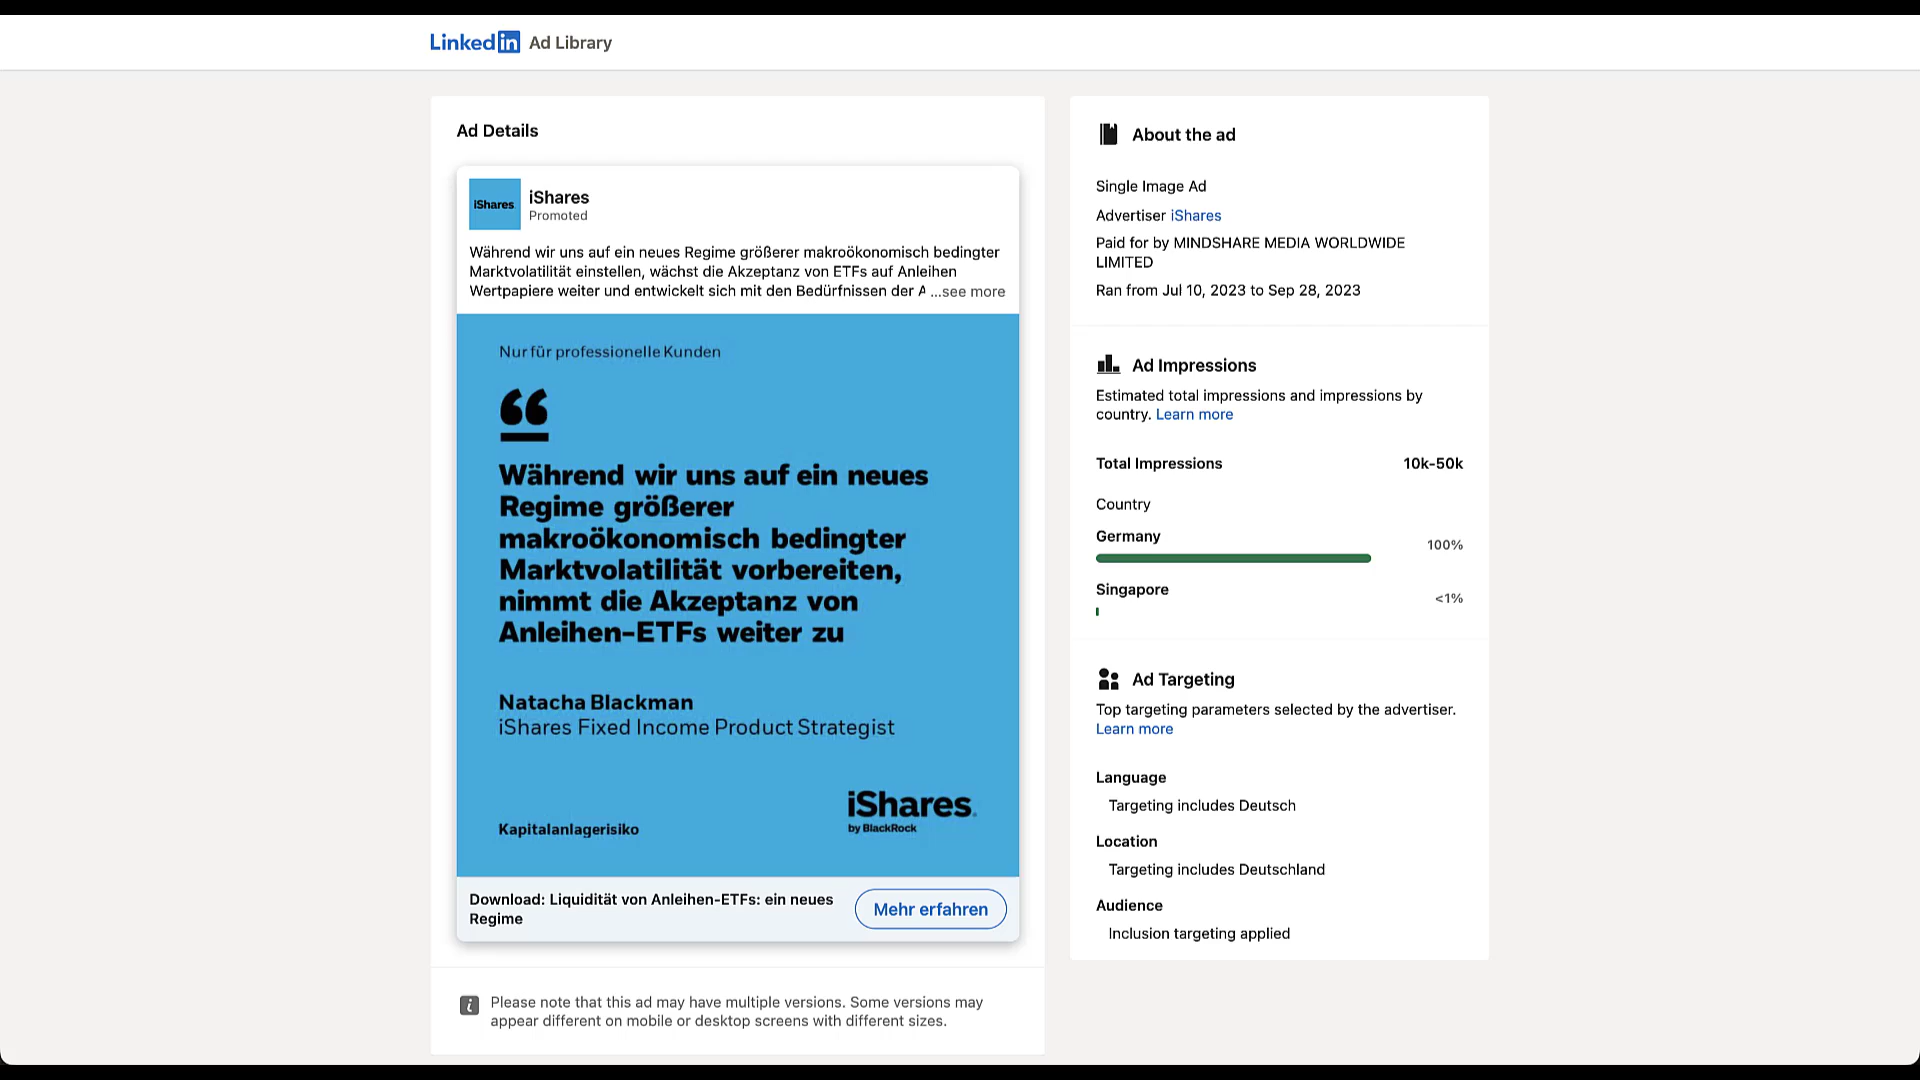 LinkedIn Ad Library
Ad Details
iShares
iShares
Promoted
Während wir uns auf ein neues Regime größerer makroökonomisch bedingter
Marktvolatilität einstellen, wächst die Akzeptanz von ETFs auf Anleihen
Wertpapiere weiter und entwickelt sich mit den Bedürfnissen der A ...see more
Nur für professionelle Kunden
“
Während wir uns auf ein neues
Regime größerer
makroökonomisch bedingter
Marktvolatilität vorbereiten,
nimmt die Akzeptanz von
Anleihen-ETFs weiter zu
Natacha Blackman
iShares Fixed Income Product Strategist
Kapitalanlagerisiko
iShares.
by BlackRock
Download: Liquidität von Anleihen-ETFs: ein neues
Regime
Mehr erfahren
Please note that this ad may have multiple versions. Some versions may
appear different on mobile or desktop screens with different sizes.
About the ad
Single Image Ad
Advertiser iShares
Paid for by MINDSHARE MEDIA WORLDWIDE
LIMITED
Ran from Jul 10, 2023 to Sep 28, 2023
Ad Impressions
Estimated total impressions and impressions by
country. Learn more
Total Impressions 10k-50k
Country
Germany 100%
Singapore <1%
Ad Targeting
Top targeting parameters selected by the advertiser.
Learn more
Language
Targeting includes Deutsch
Location
Targeting includes Deutschland
Audience
Inclusion targeting applied